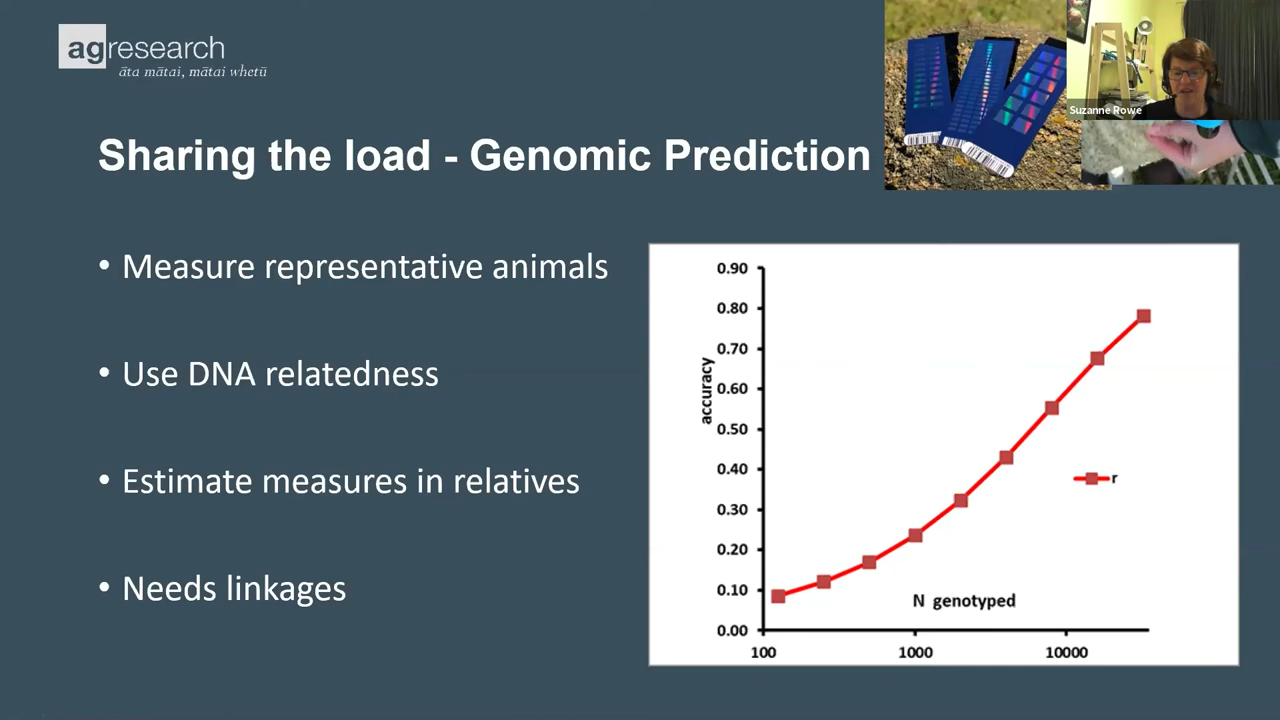 agresearch
āta mātai, mātai whetū
Suzanne Rowe
Sharing the load - Genomic Prediction
• Measure representative animals
• Use DNA relatedness
• Estimate measures in relatives
• Needs linkages
0.90
0.80
0.70
0.60
0.50
0.40
0.30
0.20
0.10
0.00
accuracy
r
N genotyped
100
1000
10000